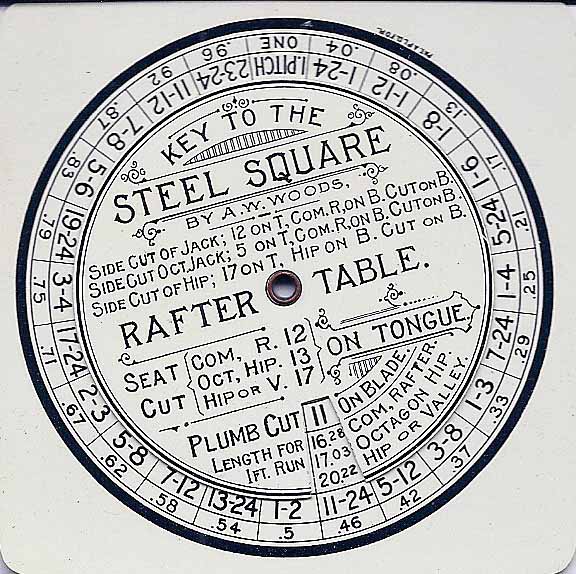 KEY TO THE
STEEL SQUARE
BY A.W. WOODS,
SIDE CUT OF JACK; 12 ON T, COM.R, ON B. CUT ON B.
SIDE CUT OCT, JACK; 5 ON T, COM.R, ON B. CUT ON B.
SIDE CUT OF HIP; 17 ON T, HIP ON B. CUT ON B.
RAFTER TABLE.
SEAT CUT
COM, R. 12
OCT, HIP. 13
HIP OR V. 17
ON TONGUE.
PLUMB CUT 11 ON BLADE.
LENGTH FOR 1 FT. RUN
16.28 COM, RAFTER.
17.03 OCTAGON HIP.
20.22 HIP OR VALLEY.
ONE 1.PITCH
.04 1-24
.08 1-12
.13 1-8
.17 1-6
.21 5-24
.25 1-4
.29 7-24
.33 1-3
.37 3-8
.42 5-12
.46 11-24
.5 1-2
.54 13-24
.58 7-12
.62 5-8
.67 2-3
.71 17-24
.75 3-4
.79 19-24
.83 5-6
.87 7-8
.92 11-12
.96 23-24